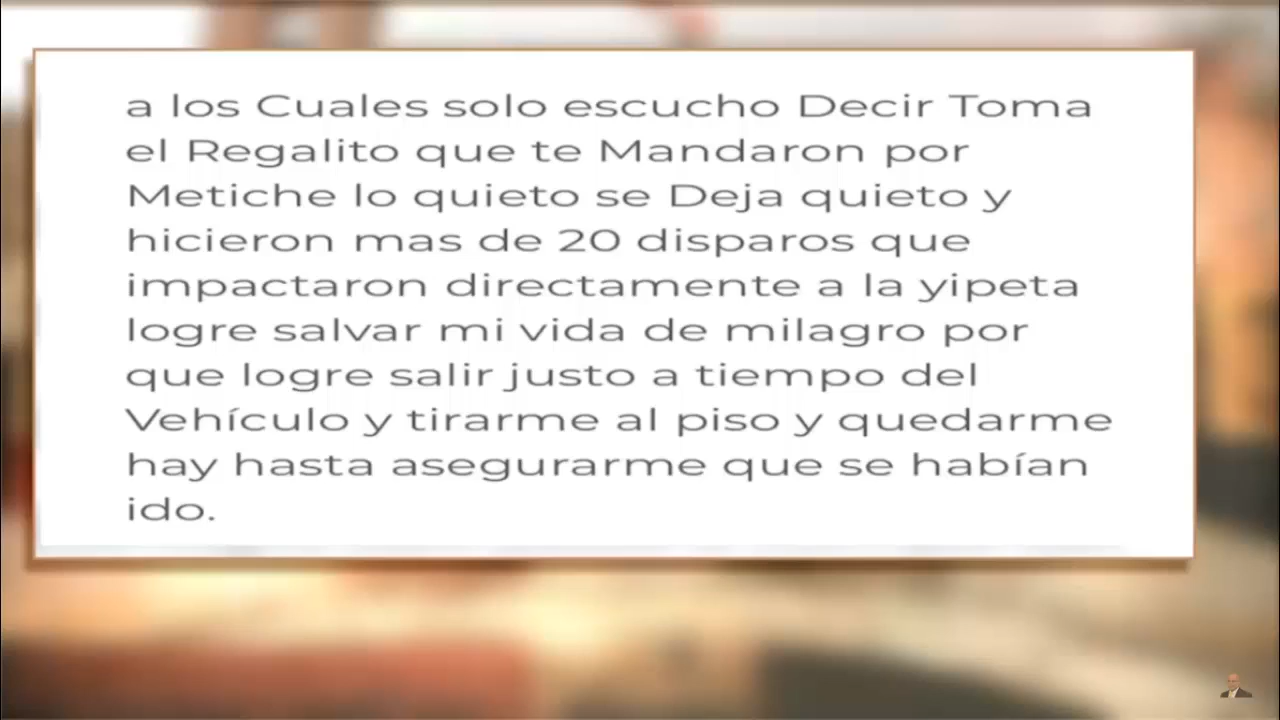 a los Cuales solo escucho Decir Toma
el Regalito que te Mandaron por
Metiche lo quieto se Deja quieto y
hicieron mas de 20 disparos que
impactaron directamente a la yipeta
logre salvar mi vida de milagro por
que logre salir justo a tiempo del
Vehículo y tirarme al piso y quedarme
hay hasta asegurarme que se habían
ido.